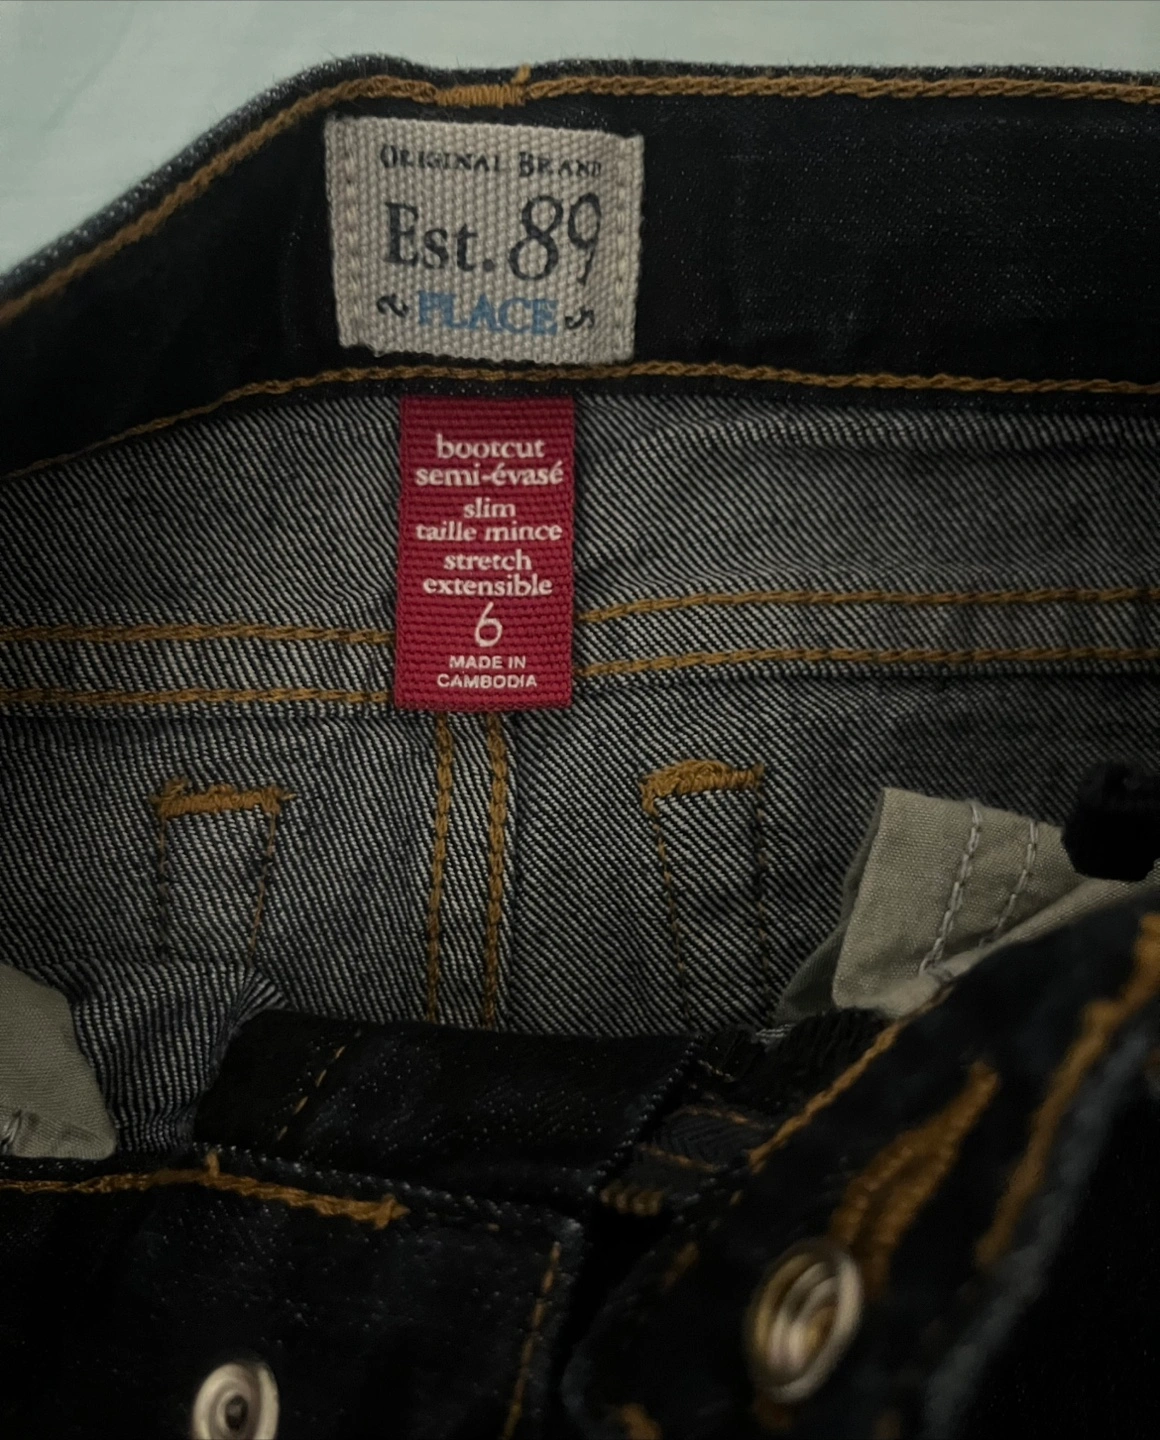 ORIGINAL BRAND
Est. 89
PLACE
bootcut
semi-évasé
slim
taille mince
stretch
extensible
6
MADE IN
CAMBODIA